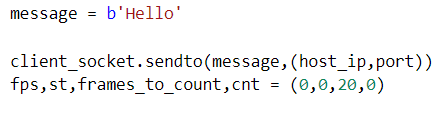 message = b'Hello'
client_socket.sendto(message,(host_ip,port))
fps,st,frames_to_count,cnt = (0,0,20,0)